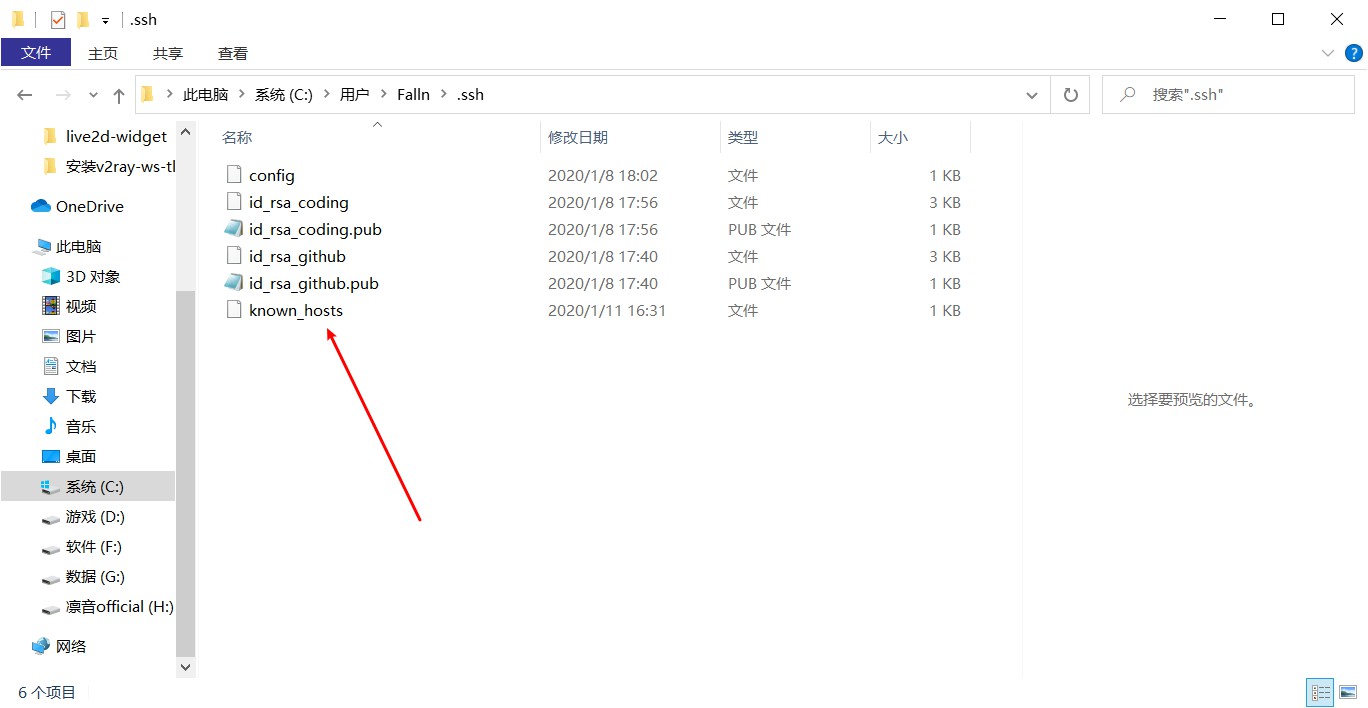 .ssh
文件 主页 共享 查看
此电脑 系统 (C:) 用户 Falln .ssh 搜索".ssh"
live2d-widget
安装v2ray-ws-tl
OneDrive
此电脑
3D 对象
视频
图片
文档
下载
音乐
桌面
系统 (C:)
游戏 (D:)
软件 (F:)
数据 (G:)
凛音official (H:)
网络
名称 修改日期 类型 大小
config 2020/1/8 18:02 文件 1 KB
id_rsa_coding 2020/1/8 17:56 文件 3 KB
id_rsa_coding.pub 2020/1/8 17:56 PUB 文件 1 KB
id_rsa_github 2020/1/8 17:40 文件 3 KB
id_rsa_github.pub 2020/1/8 17:40 PUB 文件 1 KB
known_hosts 2020/1/11 16:31 文件 1 KB
选择要预览的文件。
6 个项目